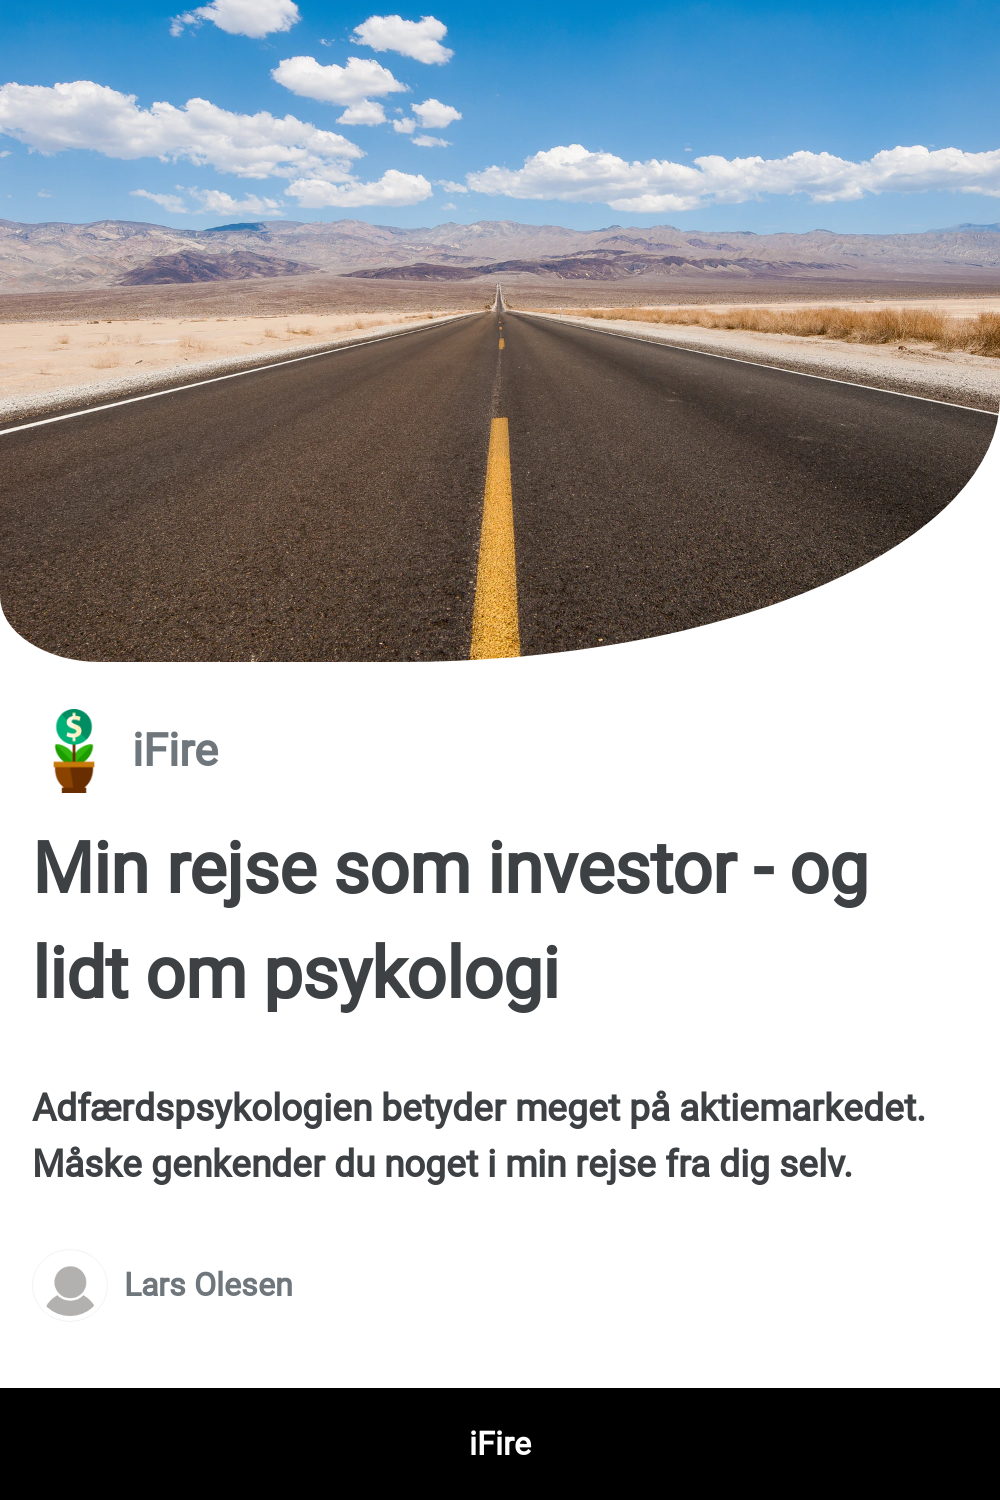 $
iFire
Min rejse som investor - og
lidt om psykologi
Adfærdspsykologien betyder meget på aktiemarkedet.
Måske genkender du noget i min rejse fra dig selv.
Lars Olesen
iFire